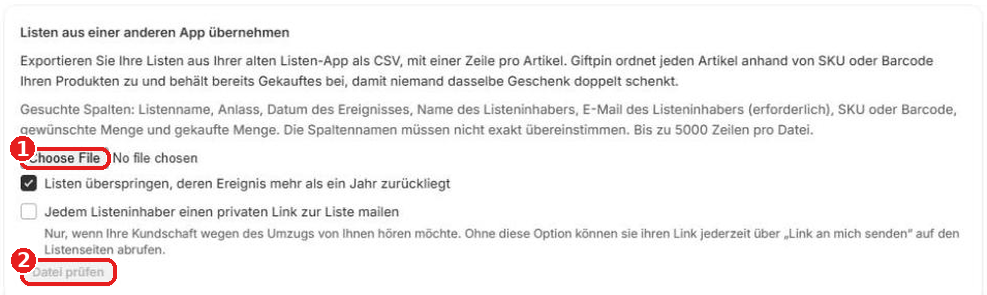 Listen aus einer anderen App übernehmen
Exportieren Sie Ihre Listen aus Ihrer alten Listen-App als CSV, mit einer Zeile pro Artikel. Giftpin ordnet jeden Artikel anhand von SKU oder Barcode
Ihren Produkten zu und behält bereits Gekauftes bei, damit niemand dasselbe Geschenk doppelt schenkt.
Gesuchte Spalten: Listenname, Anlass, Datum des Ereignisses, Name des Listeninhabers, E-Mail des Listeninhabers (erforderlich), SKU oder Barcode,
gewünschte Menge und gekaufte Menge. Die Spaltennamen müssen nicht exakt übereinstimmen. Bis zu 5000 Zeilen pro Datei.
1
Choose File No file chosen
Listen überspringen, deren Ereignis mehr als ein Jahr zurückliegt
Jedem Listeninhaber einen privaten Link zur Liste mailen
Nur, wenn Ihre Kundschaft wegen des Umzugs von Ihnen hören möchte. Ohne diese Option können sie ihren Link jederzeit über „Link an mich senden“ auf den
Listenseiten abrufen.
2
Datei prüfen